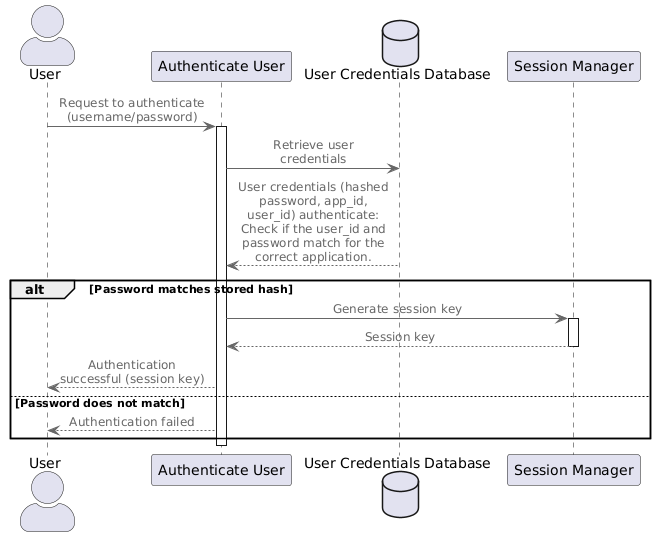 User
Authenticate User
User Credentials Database
Session Manager
Request to authenticate
(username/password)
Retrieve user
credentials
User credentials (hashed
password, app_id,
user_id) authenticate:
Check if the user_id and
password match for the
correct application.
alt
[Password matches stored hash]
Generate session key
Session key
Authentication
successful (session key)
[Password does not match]
Authentication failed
User
Authenticate User
User Credentials Database
Session Manager